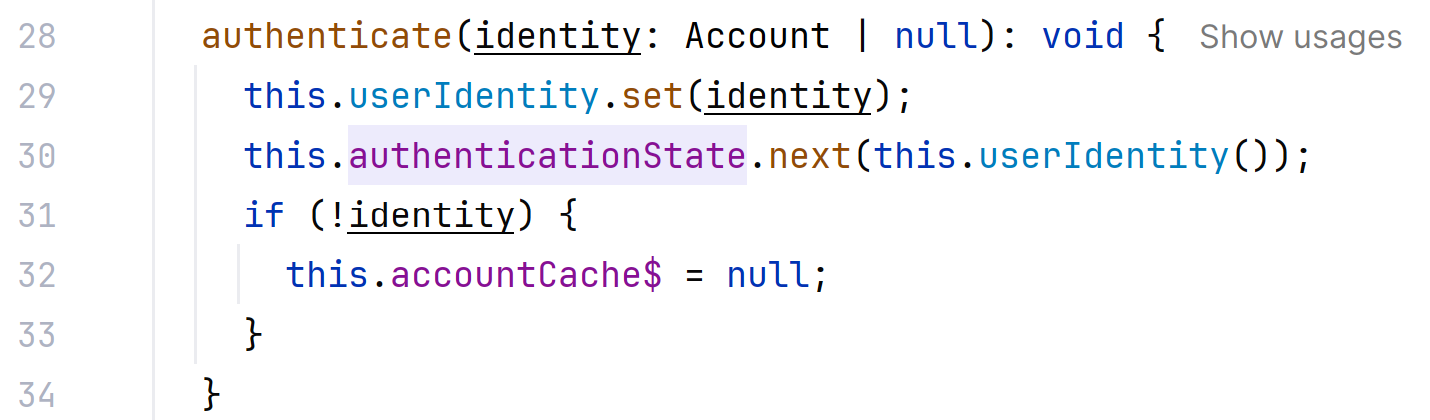 28 authenticate(identity: Account | null): void { Show usages
29 this.userIdentity.set(identity);
30 this.authenticationState.next(this.userIdentity());
31 if (!identity) {
32 this.accountCache$ = null;
33 }
34 }